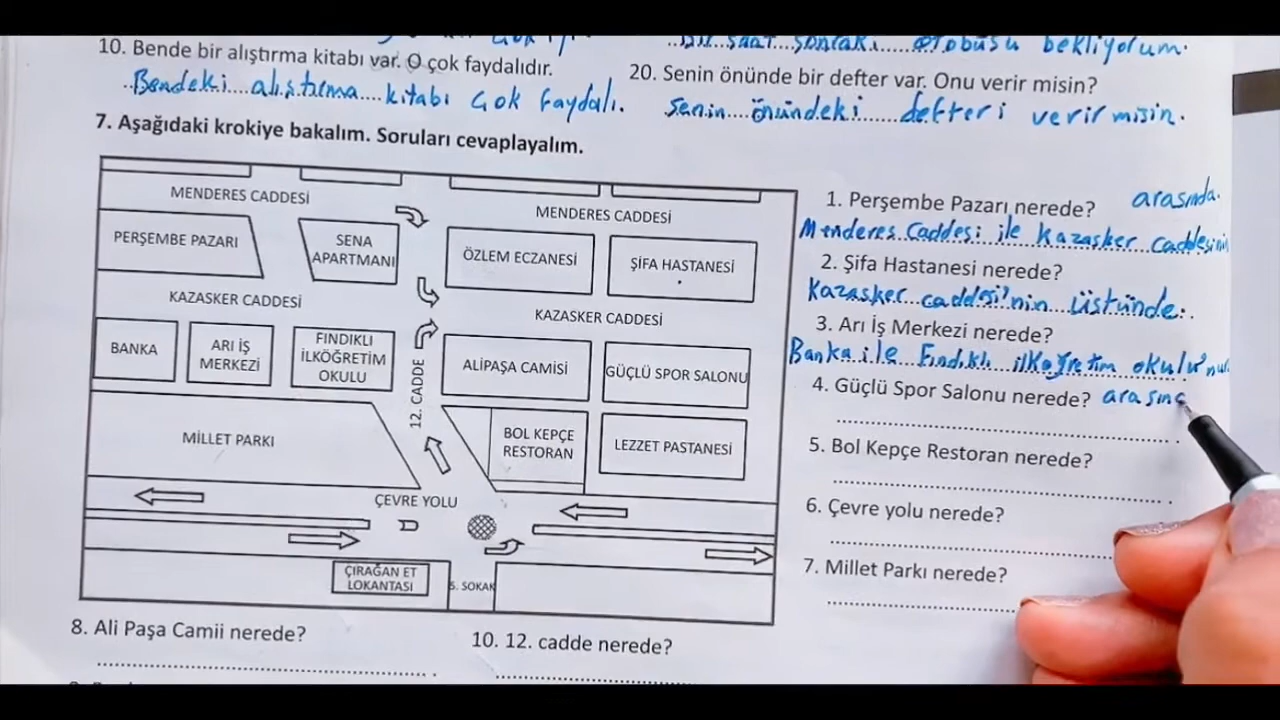 10. Bende bir alıştırma kitabı var. O çok faydalıdır.
Bendeki alıştırma kitabı çok faydalı.
Bir saat sonraki otobüsü bekliyorum.
20. Senin önünde bir defter var. Onu verir misin?
Senin önündeki defteri verir misin.
7. Aşağıdaki krokiye bakalım. Soruları cevaplayalım.
MENDERES CADDESİ
MENDERES CADDESİ
PERŞEMBE PAZARI
SENA
APARTMANI
ÖZLEM ECZANESİ
ŞİFA HASTANESİ
KAZASKER CADDESİ
KAZASKER CADDESİ
BANKA
ARI İŞ
MERKEZİ
FINDIKLI
İLKÖĞRETİM
OKULU
12. CADDE
ALİPAŞA CAMİSİ
GÜÇLÜ SPOR SALONU
MİLLET PARKI
BOL KEPÇE
RESTORAN
LEZZET PASTANESİ
ÇEVRE YOLU
ÇIRAĞAN ET
LOKANTASI
5. SOKAK
1. Perşembe Pazarı nerede? arasında.
Menderes Caddesi ile Kazasker caddesinin
2. Şifa Hastanesi nerede?
Kazasker caddesi'nin üstünde.
3. Arı İş Merkezi nerede?
Banka ile Fındıklı ilköğretim okulu'nun
4. Güçlü Spor Salonu nerede? arasınd
5. Bol Kepçe Restoran nerede?
6. Çevre yolu nerede?
7. Millet Parkı nerede?
8. Ali Paşa Camii nerede?
10. 12. cadde nerede?